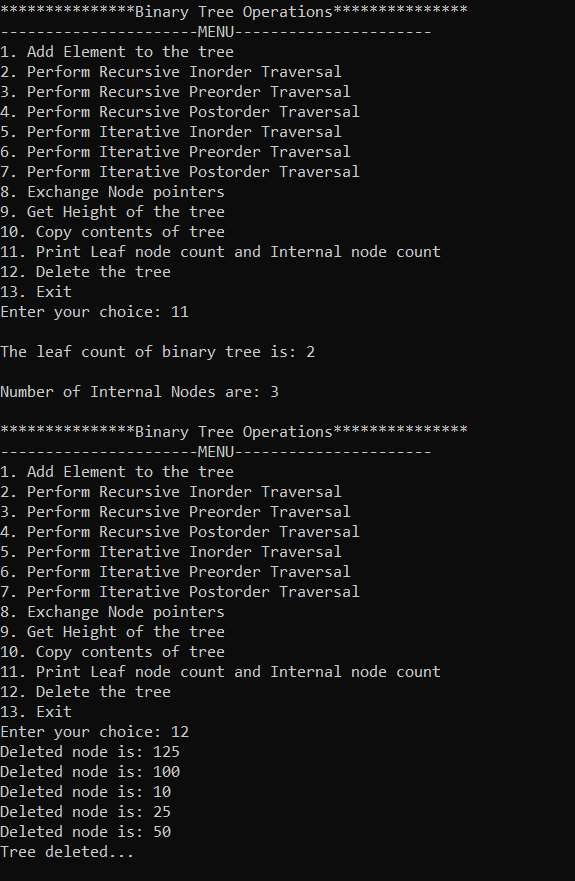 ***************Binary Tree Operations***************
----------------------MENU----------------------
1. Add Element to the tree
2. Perform Recursive Inorder Traversal
3. Perform Recursive Preorder Traversal
4. Perform Recursive Postorder Traversal
5. Perform Iterative Inorder Traversal
6. Perform Iterative Preorder Traversal
7. Perform Iterative Postorder Traversal
8. Exchange Node pointers
9. Get Height of the tree
10. Copy contents of tree
11. Print Leaf node count and Internal node count
12. Delete the tree
13. Exit
Enter your choice: 11
The leaf count of binary tree is: 2
Number of Internal Nodes are: 3
***************Binary Tree Operations***************
----------------------MENU----------------------
1. Add Element to the tree
2. Perform Recursive Inorder Traversal
3. Perform Recursive Preorder Traversal
4. Perform Recursive Postorder Traversal
5. Perform Iterative Inorder Traversal
6. Perform Iterative Preorder Traversal
7. Perform Iterative Postorder Traversal
8. Exchange Node pointers
9. Get Height of the tree
10. Copy contents of tree
11. Print Leaf node count and Internal node count
12. Delete the tree
13. Exit
Enter your choice: 12
Deleted node is: 125
Deleted node is: 100
Deleted node is: 10
Deleted node is: 25
Deleted node is: 50
Tree deleted...